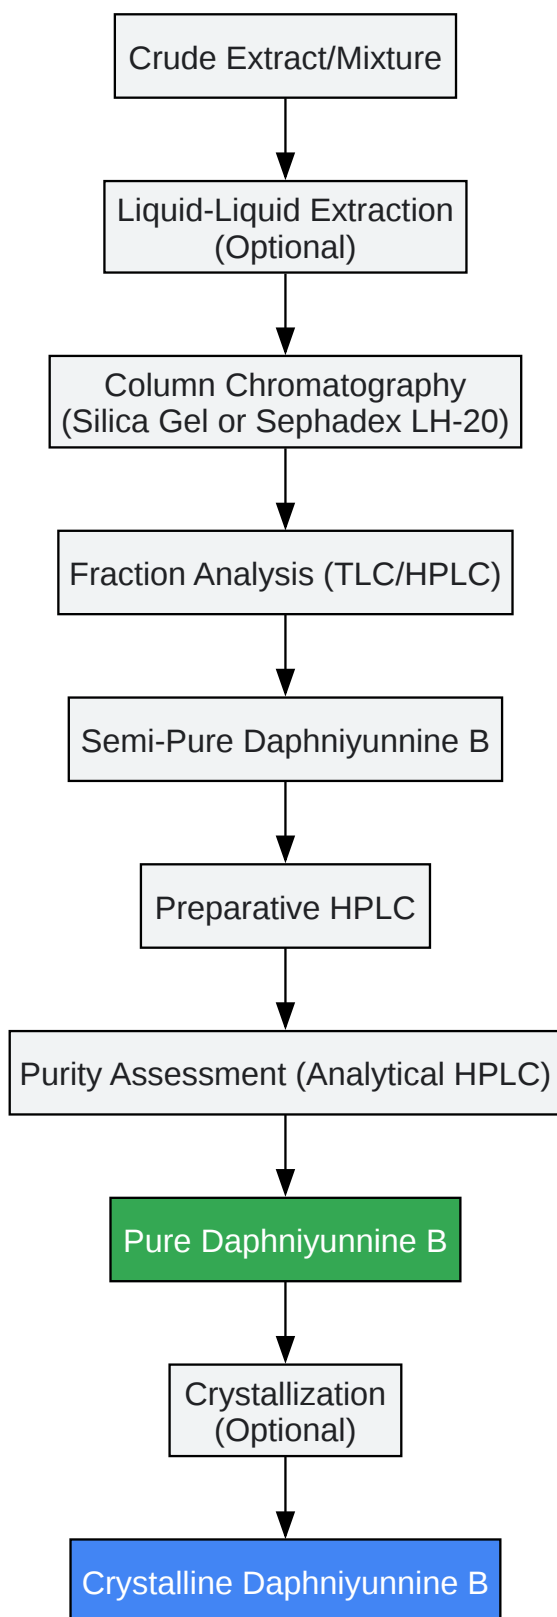 Crude Extract/Mixture
Liquid-Liquid Extraction
(Optional)
Column Chromatography
(Silica Gel or Sephadex LH-20)
Fraction Analysis (TLC/HPLC)
Semi-Pure Daphniyunnine B
Preparative HPLC
Purity Assessment (Analytical HPLC)
Pure Daphniyunnine B
Crystallization
(Optional)
Crystalline Daphniyunnine B